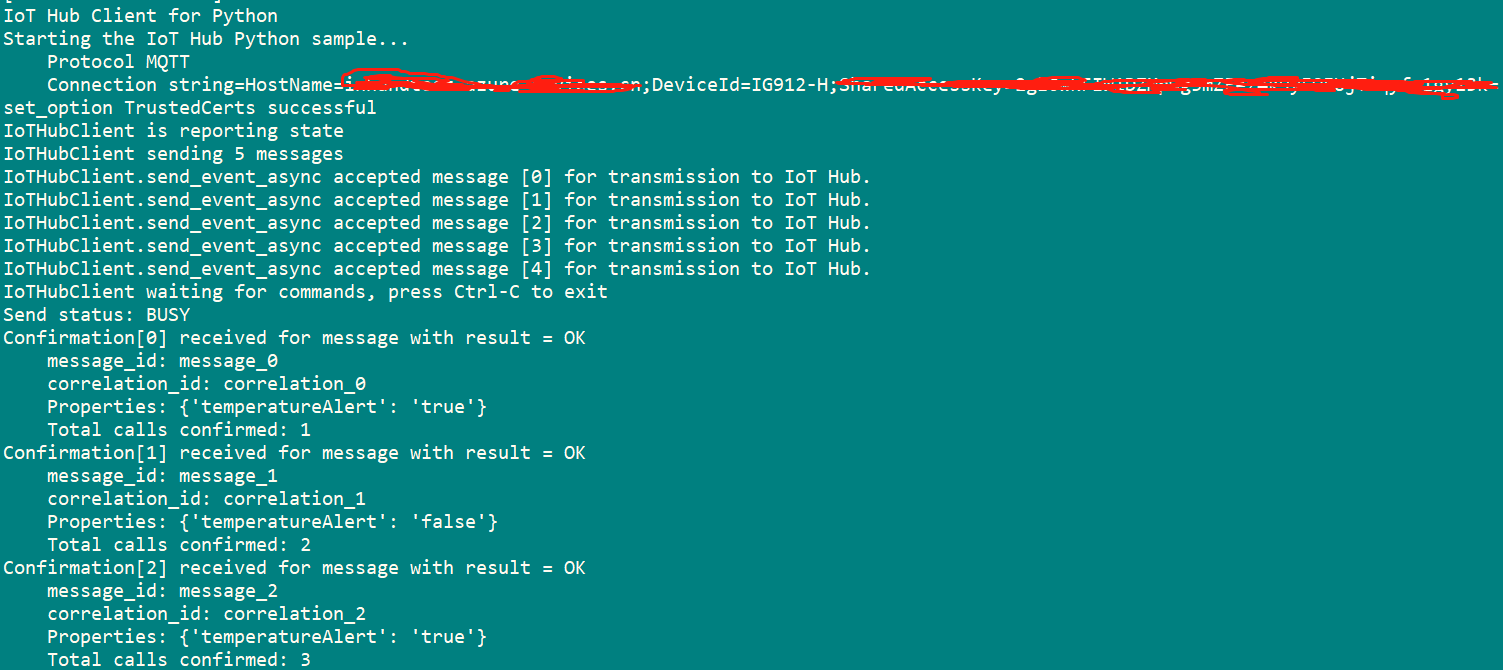 IoT Hub Client for Python
Starting the IoT Hub Python sample...
Protocol MQTT
Connection string=HostName=;DeviceId=IG912-H;
set_option TrustedCerts successful
IoTHubClient is reporting state
IoTHubClient sending 5 messages
IoTHubClient.send_event_async accepted message [0] for transmission to IoT Hub.
IoTHubClient.send_event_async accepted message [1] for transmission to IoT Hub.
IoTHubClient.send_event_async accepted message [2] for transmission to IoT Hub.
IoTHubClient.send_event_async accepted message [3] for transmission to IoT Hub.
IoTHubClient.send_event_async accepted message [4] for transmission to IoT Hub.
IoTHubClient waiting for commands, press Ctrl-C to exit
Send status: BUSY
Confirmation[0] received for message with result = OK
message_id: message_0
correlation_id: correlation_0
Properties: {'temperatureAlert': 'true'}
Total calls confirmed: 1
Confirmation[1] received for message with result = OK
message_id: message_1
correlation_id: correlation_1
Properties: {'temperatureAlert': 'false'}
Total calls confirmed: 2
Confirmation[2] received for message with result = OK
message_id: message_2
correlation_id: correlation_2
Properties: {'temperatureAlert': 'true'}
Total calls confirmed: 3